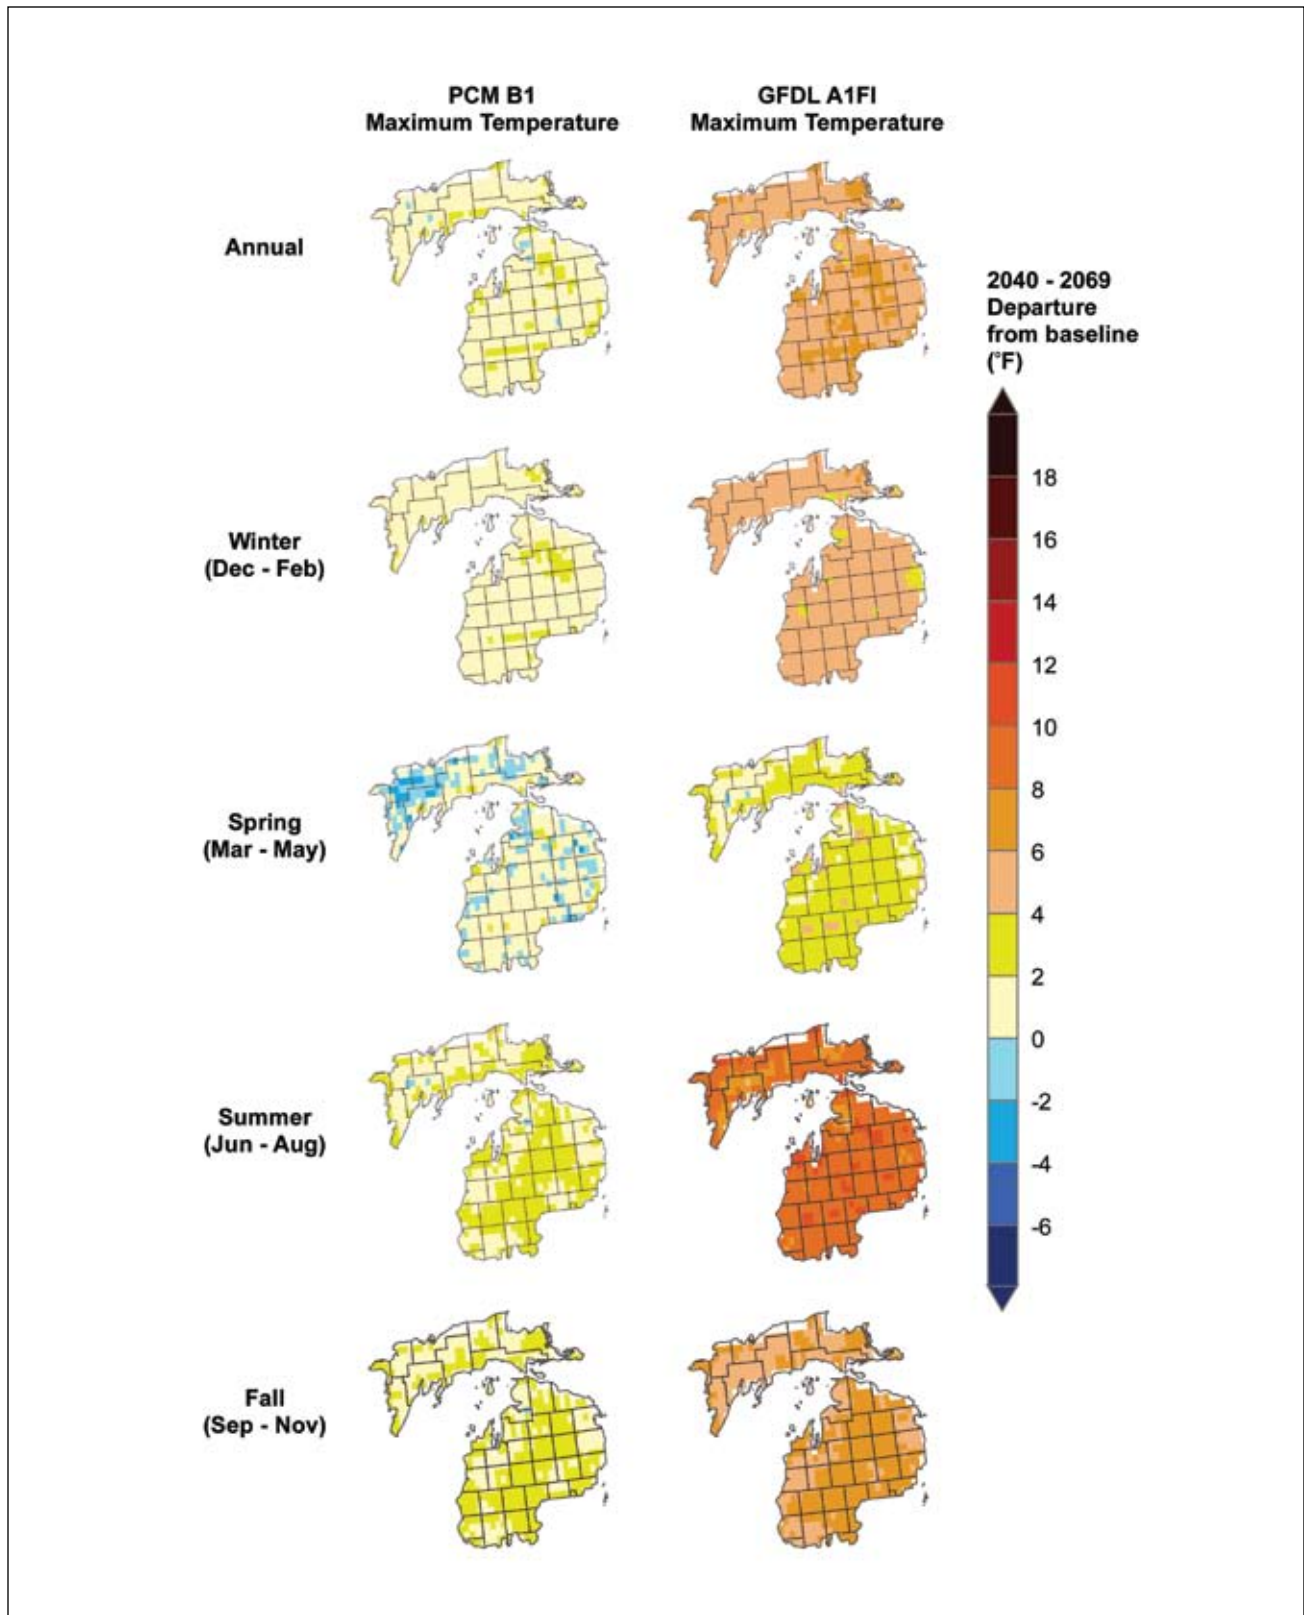 PCM B1
Maximum Temperature
GFDL A1FI
Maximum Temperature
Annual
2040 - 2069
Departure
from baseline
(°F)
Winter
(Dec - Feb)
Spring
(Mar - May)
Summer
(Jun - Aug)
Fall
(Sep - Nov)
18
16
14
12
10
8
6
4
2
0
-2
-4
-6